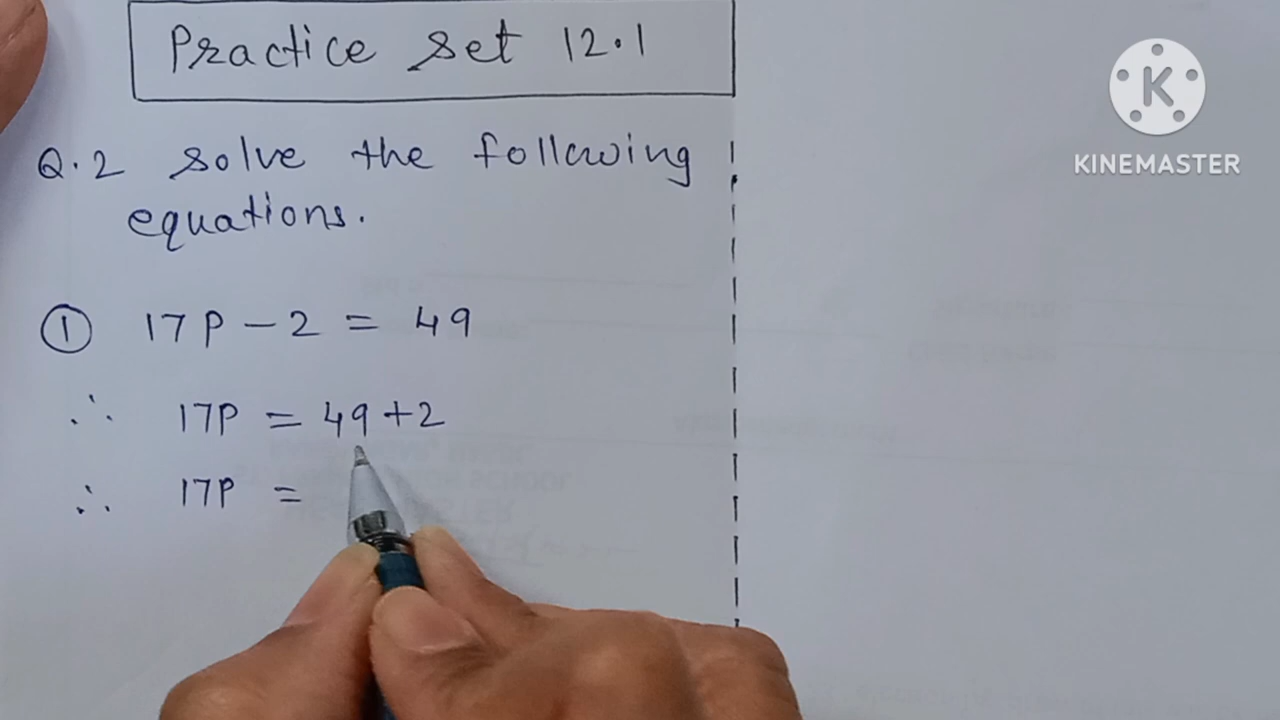 Practice set 12.1
K
KINEMASTER
Q.2 solve the following
equations.
① 17P - 2 = 49
∴ 17P = 49 + 2
∴ 17P =